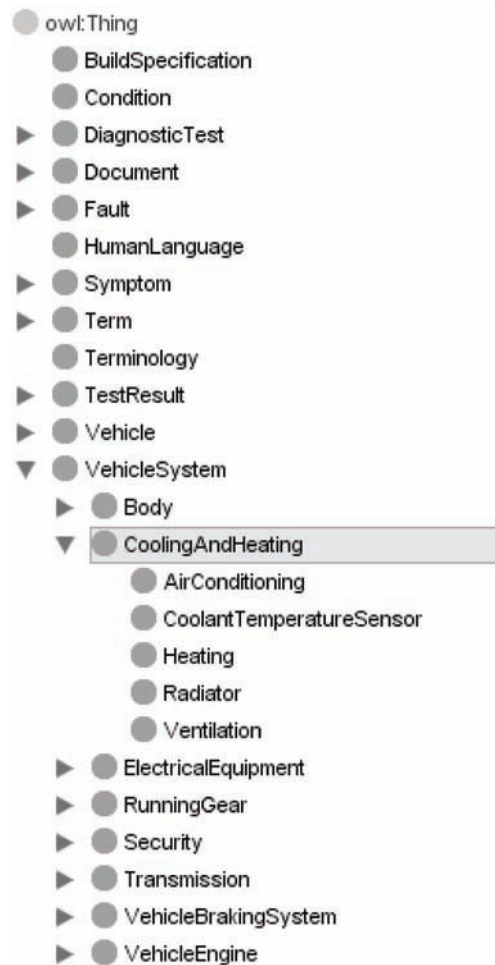 owl:Thing
BuildSpecification
Condition
DiagnosticTest
Document
Fault
HumanLanguage
Symptom
Term
Terminology
TestResult
Vehicle
VehicleSystem
Body
CoolingAndHeating
AirConditioning
CoolantTemperatureSensor
Heating
Radiator
Ventilation
ElectricalEquipment
RunningGear
Security
Transmission
VehicleBrakingSystem
VehicleEngine